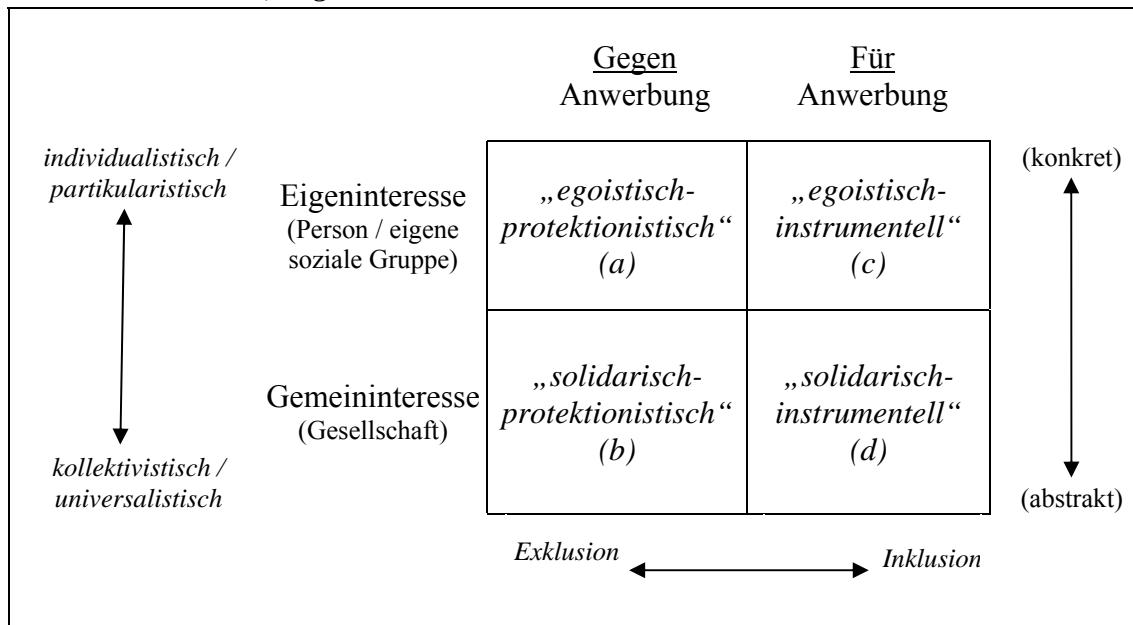 Gegen
Anwerbung
Für
Anwerbung
individualistisch /
partikularistisch
Eigeninteresse
(Person / eigene
soziale Gruppe)
„egoistisch-
protektionistisch“
(a)
„egoistisch-
instrumentell“
(c)
(konkret)
Gemeininteresse
(Gesellschaft)
„solidarisch-
protektionistisch“
(b)
„solidarisch-
instrumentell“
(d)
kollektivistisch /
universalistisch
(abstrakt)
Exklusion
Inklusion